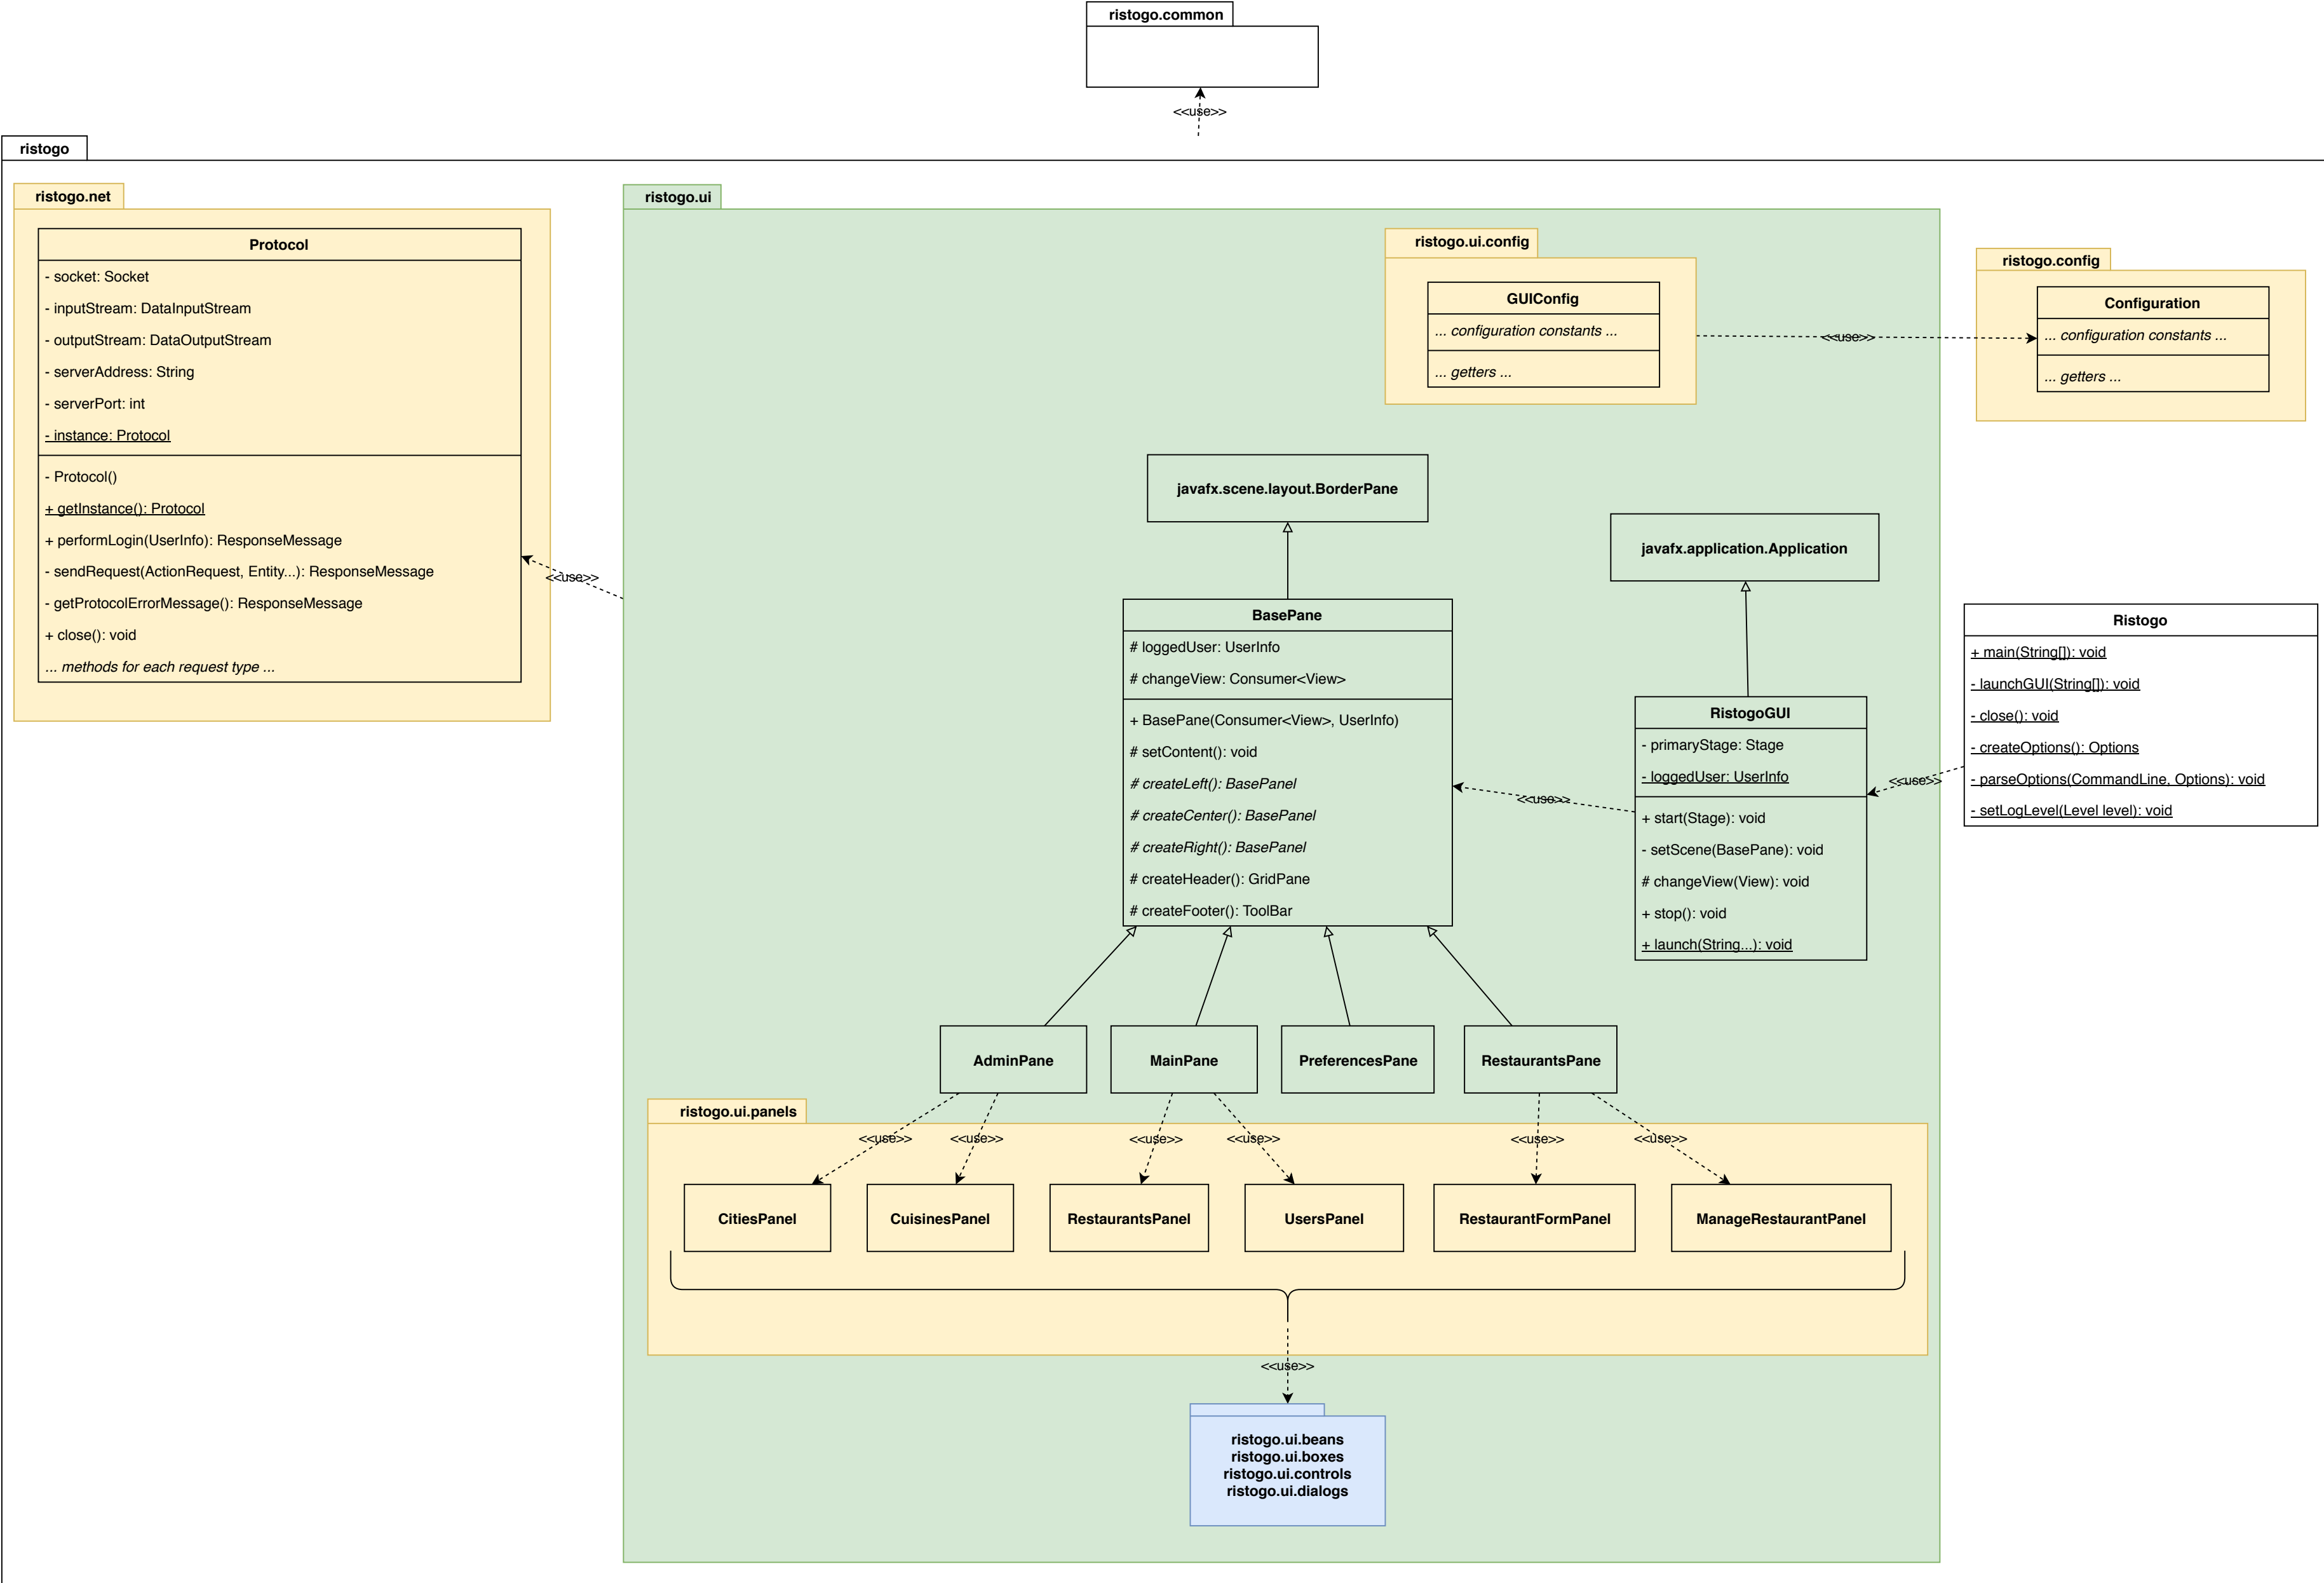 ristogo.common
<<use>>
ristogo
ristogo.net
Protocol
- socket: Socket
- inputStream: DataInputStream
- outputStream: DataOutputStream
- serverAddress: String
- serverPort: int
- instance: Protocol
- Protocol()
+ getInstance(): Protocol
+ performLogin(UserInfo): ResponseMessage
- sendRequest(ActionRequest, Entity...): ResponseMessage
- getProtocolErrorMessage(): ResponseMessage
+ close(): void
... methods for each request type ...
<<use>>
ristogo.ui
ristogo.ui.config
GUIConfig
... configuration constants ...
... getters ...
<<use>>
ristogo.config
Configuration
... configuration constants ...
... getters ...
javafx.scene.layout.BorderPane
javafx.application.Application
BasePane
# loggedUser: UserInfo
# changeView: Consumer<View>
+ BasePane(Consumer<View>, UserInfo)
# setContent(): void
# createLeft(): BasePanel
# createCenter(): BasePanel
# createRight(): BasePanel
# createHeader(): GridPane
# createFooter(): ToolBar
<<use>>
RistogoGUI
- primaryStage: Stage
- loggedUser: UserInfo
+ start(Stage): void
- setScene(BasePane): void
# changeView(View): void
+ stop(): void
+ launch(String...): void
<<use>>
Ristogo
+ main(String[]): void
- launchGUI(String[]): void
- close(): void
- createOptions(): Options
- parseOptions(CommandLine, Options): void
- setLogLevel(Level level): void
AdminPane
MainPane
PreferencesPane
RestaurantsPane
ristogo.ui.panels
<<use>>
<<use>>
<<use>>
<<use>>
<<use>>
<<use>>
CitiesPanel
CuisinesPanel
RestaurantsPanel
UsersPanel
RestaurantFormPanel
ManageRestaurantPanel
<<use>>
ristogo.ui.beans
ristogo.ui.boxes
ristogo.ui.controls
ristogo.ui.dialogs